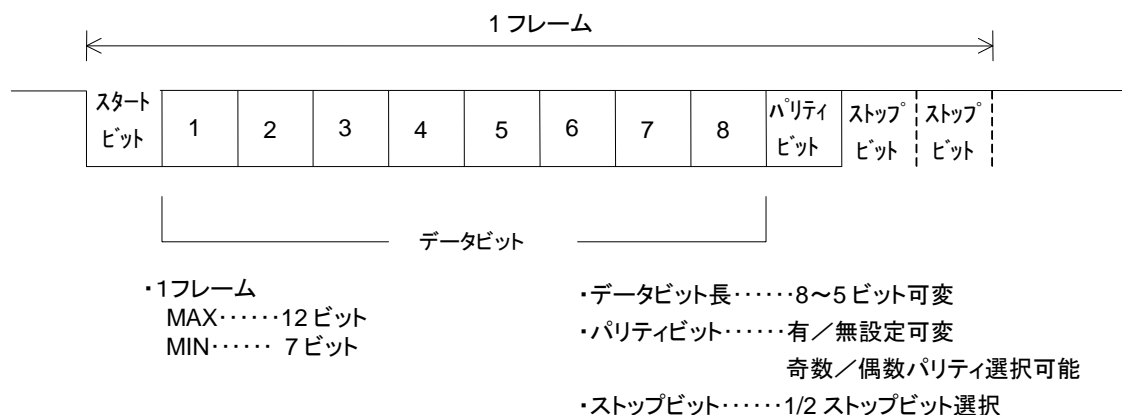 1 フレーム
スタート
ビット
1 2 3 4 5 6 7 8
パリティ
ビット
ストップ
ビット
ストップ
ビット
データビット
・1フレーム
MAX‥‥‥12 ビット
MIN‥‥‥ 7 ビット
・データビット長‥‥‥8～5 ビット可変
・パリティビット‥‥‥有／無設定可変
奇数／偶数パリティ選択可能
・ストップビット‥‥‥1/2 ストップビット選択